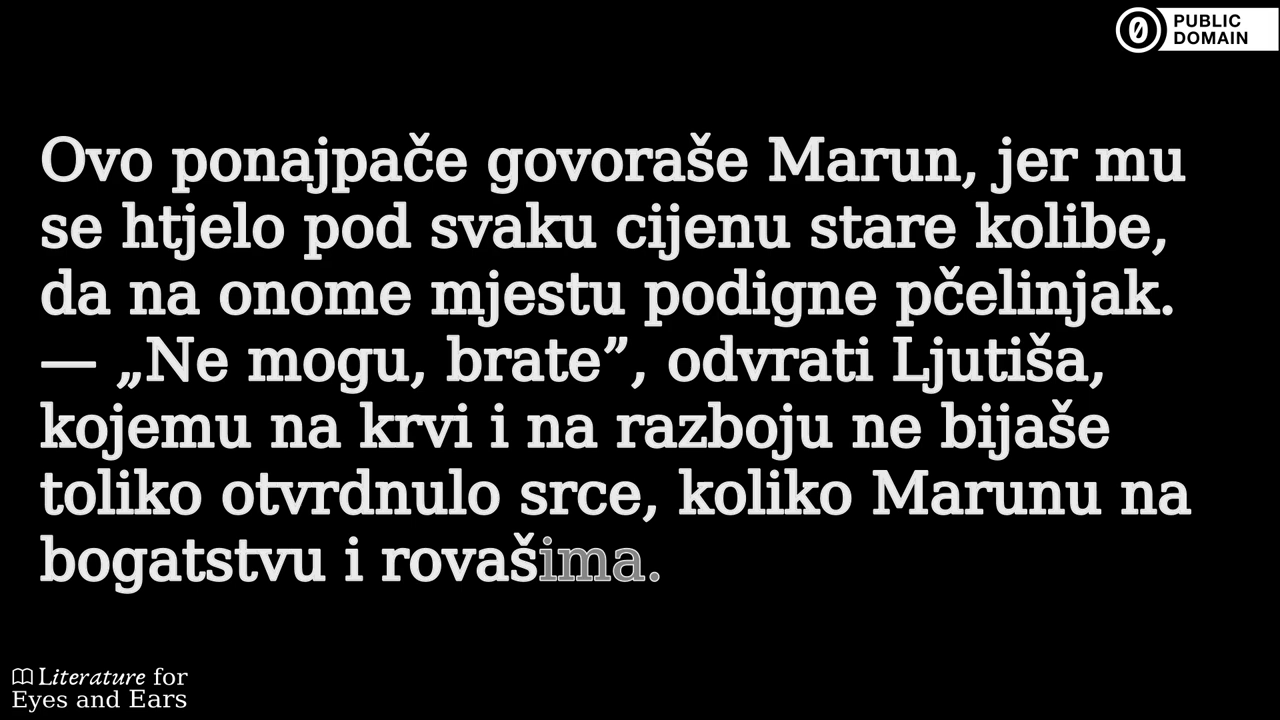 PUBLIC
DOMAIN
Ovo ponajpače govoraše Marun, jer mu
se htjelo pod svaku cijenu stare kolibe,
da na onome mjestu podigne pčelinjak.
— „Ne mogu, brate”, odvrati Ljutiša,
kojemu na krvi i na razboju ne bijaše
toliko otvrdnulo srce, koliko Marunu na
bogatstvu i rovašima.
Literature for
Eyes and Ears